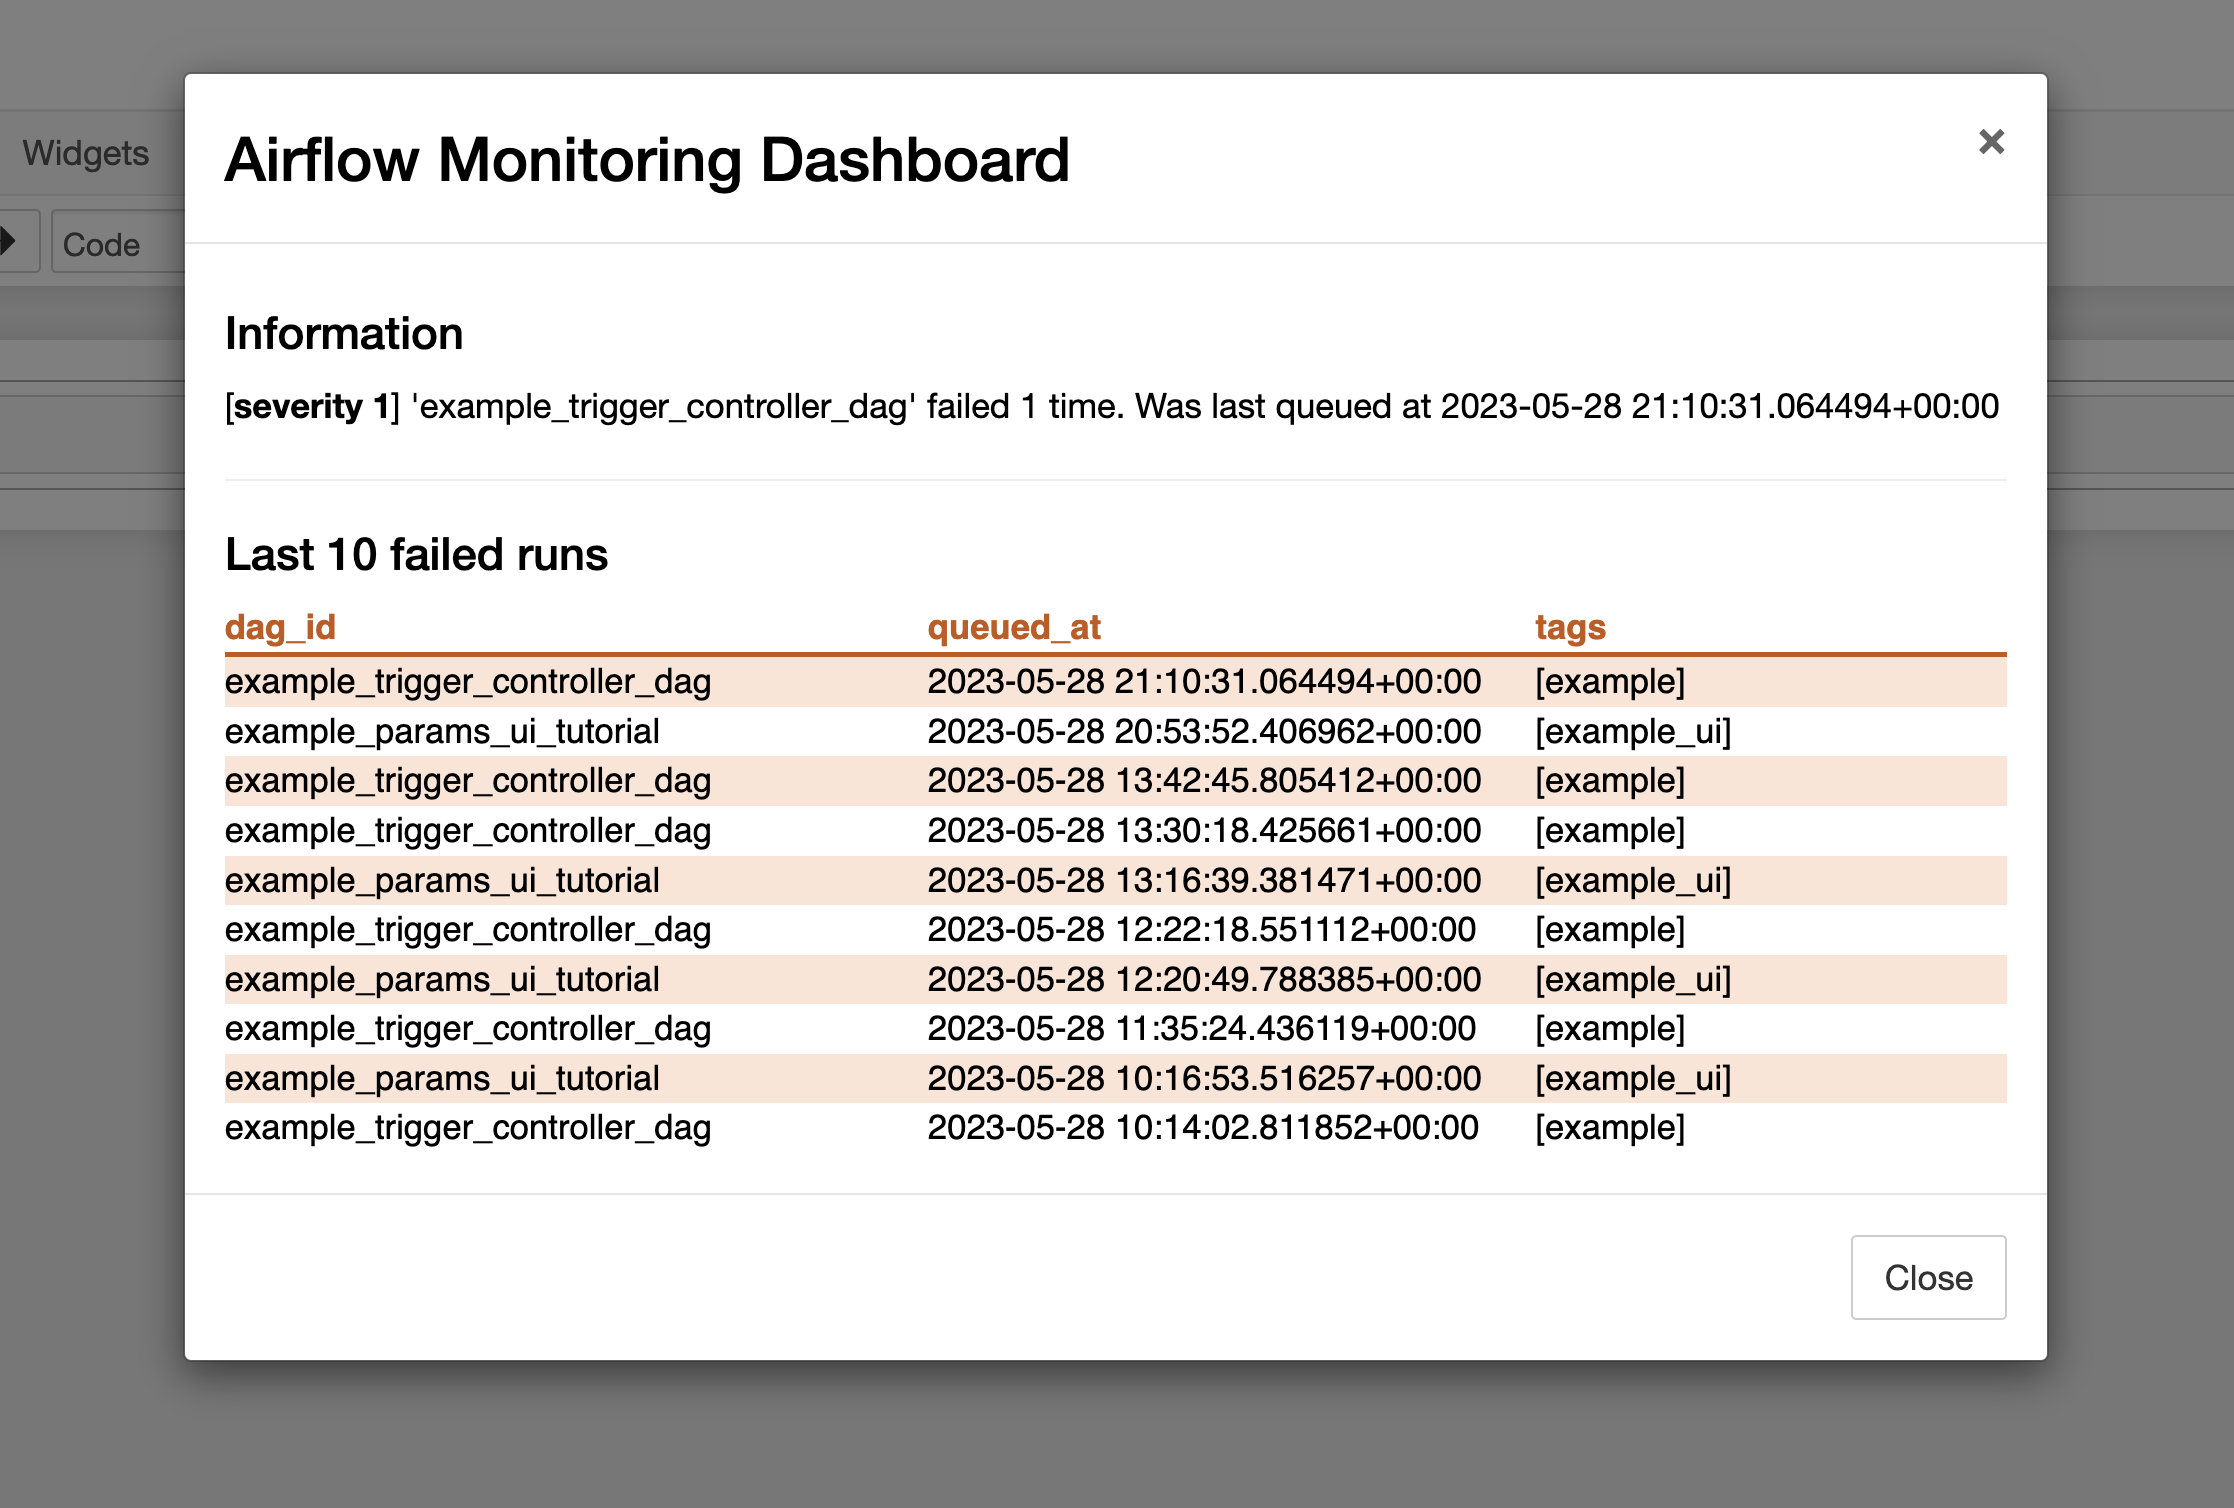 Airflow Monitoring Dashboard ×
Widgets
Code
Information
[severity 1] 'example_trigger_controller_dag' failed 1 time. Was last queued at 2023-05-28 21:10:31.064494+00:00
Last 10 failed runs
dag_id queued_at tags
example_trigger_controller_dag 2023-05-28 21:10:31.064494+00:00 [example]
example_params_ui_tutorial 2023-05-28 20:53:52.406962+00:00 [example_ui]
example_trigger_controller_dag 2023-05-28 13:42:45.805412+00:00 [example]
example_trigger_controller_dag 2023-05-28 13:30:18.425661+00:00 [example]
example_params_ui_tutorial 2023-05-28 13:16:39.381471+00:00 [example_ui]
example_trigger_controller_dag 2023-05-28 12:22:18.551112+00:00 [example]
example_params_ui_tutorial 2023-05-28 12:20:49.788385+00:00 [example_ui]
example_trigger_controller_dag 2023-05-28 11:35:24.436119+00:00 [example]
example_params_ui_tutorial 2023-05-28 10:16:53.516257+00:00 [example_ui]
example_trigger_controller_dag 2023-05-28 10:14:02.811852+00:00 [example]
Close